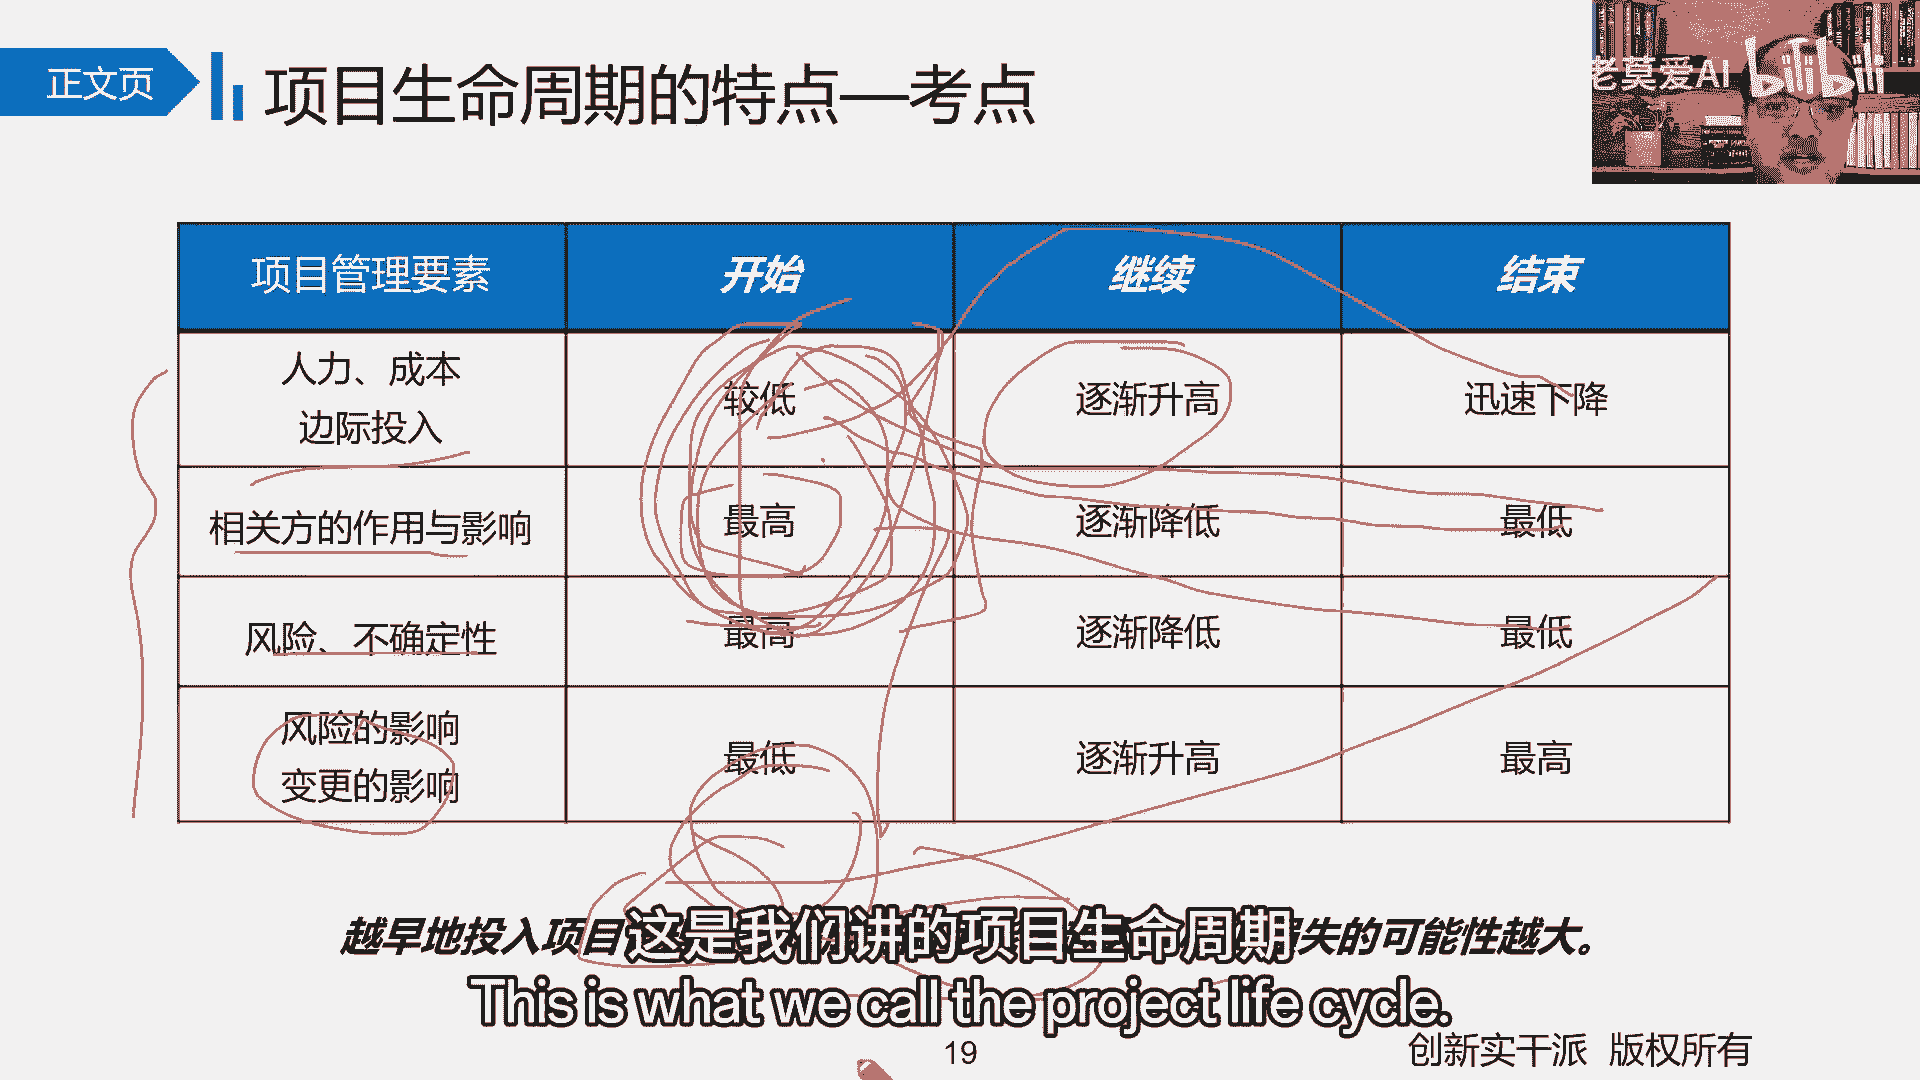 正文页
项目生命周期的特点—考点
老莫爱AI
bilibili
项目管理要素 开始 继续 结束
人力、成本
边际投入
较低 逐渐升高 迅速下降
相关方的作用与影响 最高 逐渐降低 最低
风险、不确定性 最高 逐渐降低 最低
风险的影响
变更的影响
最低 逐渐升高 最高
越早地投入项目
失的可能性越大。
这是我们讲的项目生命周期
This is what we call the project life cycle.
19
创新实干派 版权所有